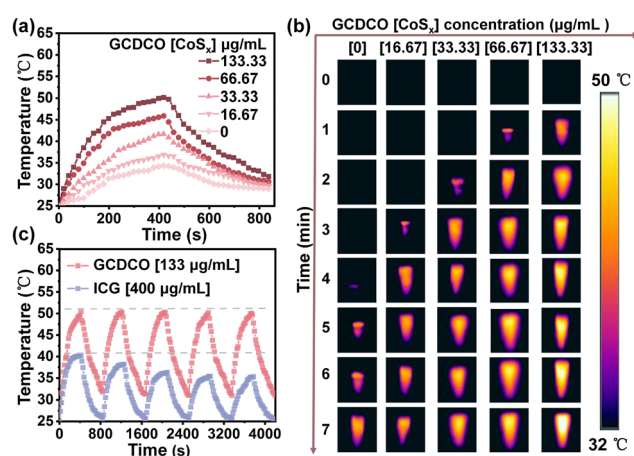 (a)
Temperature (℃)
65
60
55
50
45
40
35
30
25
GCDCO [CoSₓ] μg/mL
133.33
66.67
33.33
16.67
0
0 200 400 600 800
Time (s)
(b)
GCDCO [CoSₓ] concentration (μg/mL )
[0] [16.67] [33.33] [66.67] [133.33]
Time (min)
0
1
2
3
4
5
6
7
50 ℃
32 ℃
(c)
Temperature (℃)
65
60
55
50
45
40
35
30
25
GCDCO [133 μg/mL]
ICG [400 μg/mL]
0 800 1600 2400 3200 4000
Time (s)